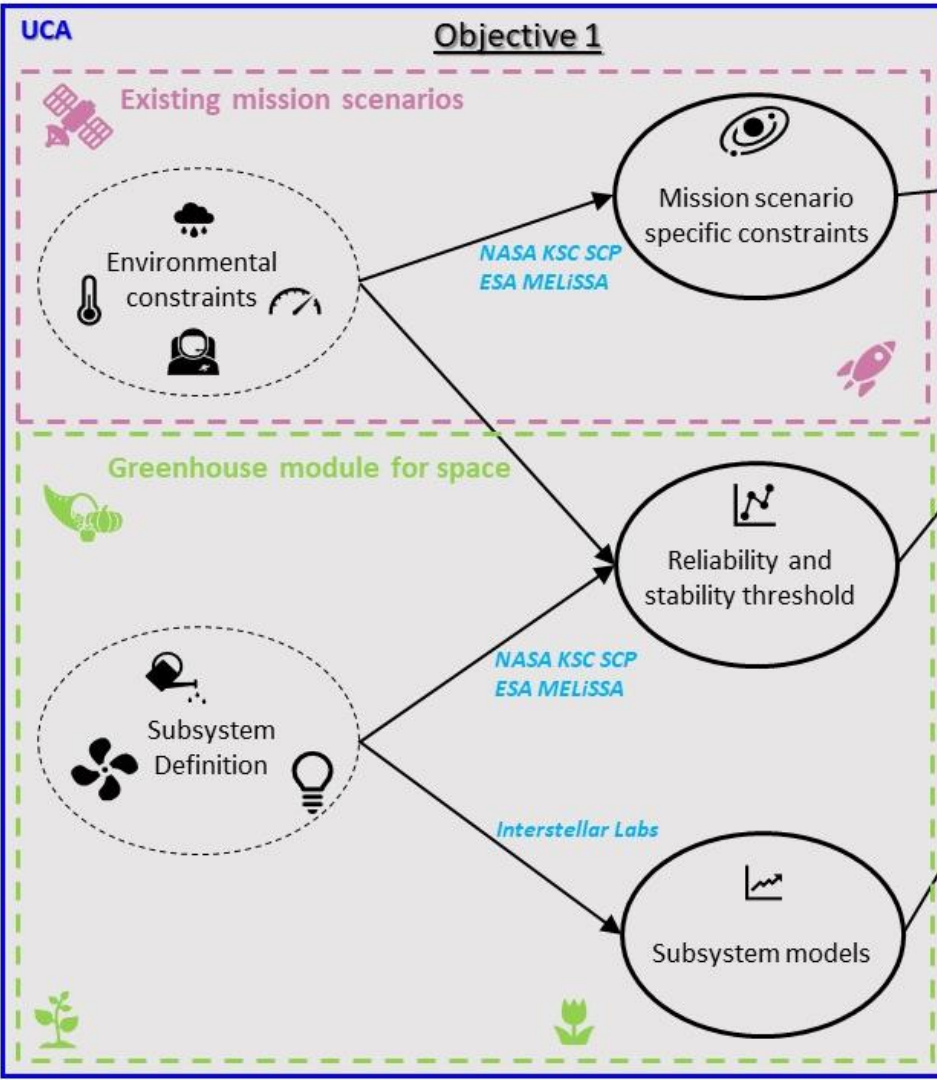 UCA
Objective 1
Existing mission scenarios
Mission scenario
specific constraints
Environmental
constraints
NASA KSC SCP
ESA MELiSSA
Greenhouse module for space
Reliability and
stability threshold
NASA KSC SCP
ESA MELiSSA
Subsystem
Definition
Interstellar Labs
Subsystem models